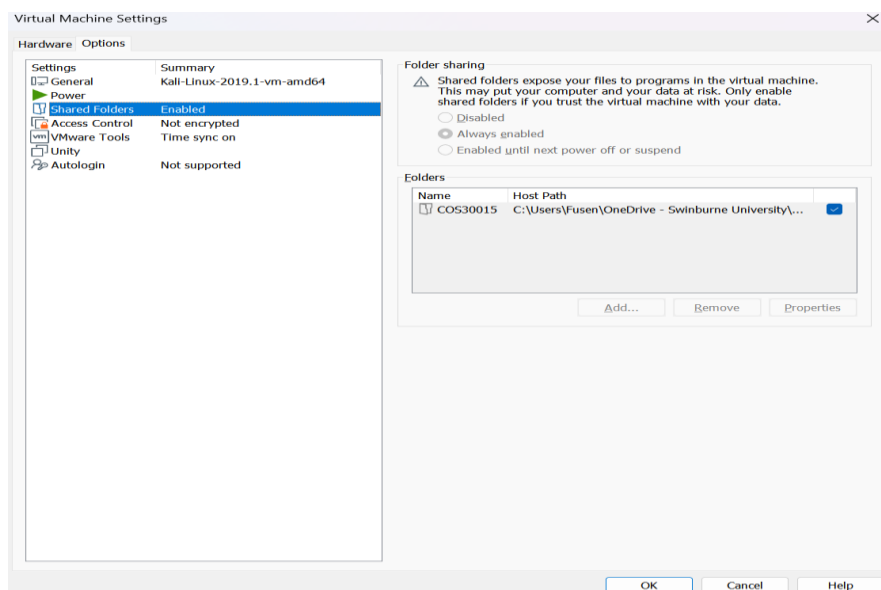 Virtual Machine Settings
Hardware Options
Settings Summary
General Kali-Linux-2019.1-vm-amd64
Power
Shared Folders Enabled
Access Control Not encrypted
vm VMware Tools Time sync on
Unity
Autologin Not supported
Folder sharing
Shared folders expose your files to programs in the virtual machine.
This may put your computer and your data at risk. Only enable
shared folders if you trust the virtual machine with your data.
Disabled
Always enabled
Enabled until next power off or suspend
Folders
Name Host Path
COS30015 C:\Users\Fusen\OneDrive - Swinburne University\...
Add... Remove Properties
OK Cancel Help